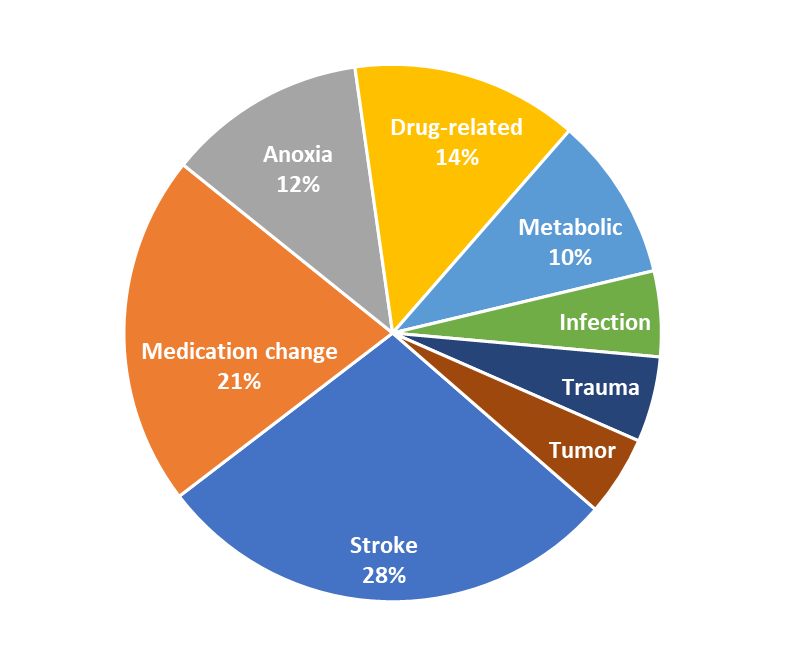 Drug-related
14%
Anoxia
12%
Metabolic
10%
Infection
Medication change
21%
Trauma
Tumor
Stroke
28%